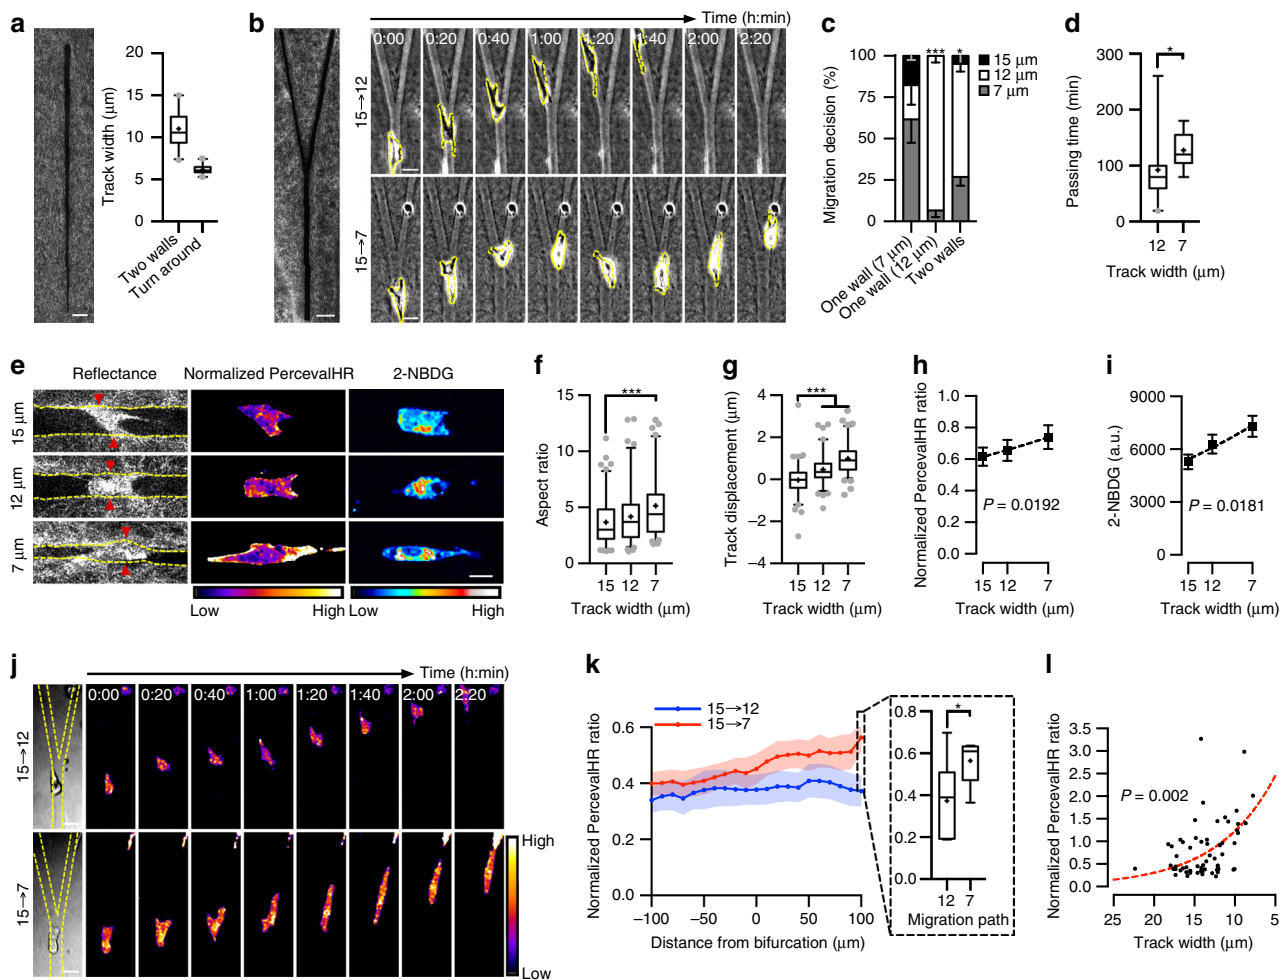 a
Track width (µm)
20
15
10
5
0
Two walls
Turn around
b
Time (h:min)
15→12
0:00
0:20
0:40
1:00
1:20
1:40
2:00
2:20
15→7
c
Migration decision (%)
100
75
50
25
0
***
*
15 µm
12 µm
7 µm
One wall (7 µm)
One wall (12 µm)
Two walls
d
Passing time (min)
300
200
100
0
*
12 7
Track width (µm)
e
Reflectance
Normalized PercevalHR
2-NBDG
15 µm
12 µm
7 µm
Low
High
Low
High
f
Aspect ratio
15
10
5
0
***
15 12 7
Track width (µm)
g
Track displacement (µm)
4
2
0
−2
−4
***
15 12 7
Track width (µm)
h
Normalized PercevalHR ratio
1.0
0.8
0.6
0.4
0.2
0.0
P = 0.0192
15 12 7
Track width (µm)
i
2-NBDG (a.u.)
9000
6000
3000
0
P = 0.0181
15 12 7
Track width (µm)
j
Time (h:min)
15→12
0:00
0:20
0:40
1:00
1:20
1:40
2:00
2:20
15→7
High
Low
k
Normalized PercevalHR ratio
0.6
0.4
0.2
0.0
15→12
15→7
−100 −50 0 50 100
Distance from bifurcation (µm)
0.8
0.6
0.4
0.2
0.0
*
12 7
Migration path
l
Normalized PercevalHR ratio
3.5
3.0
2.5
2.0
1.5
1.0
0.5
0.0
P = 0.002
25 20 15 10 5
Track width (µm)